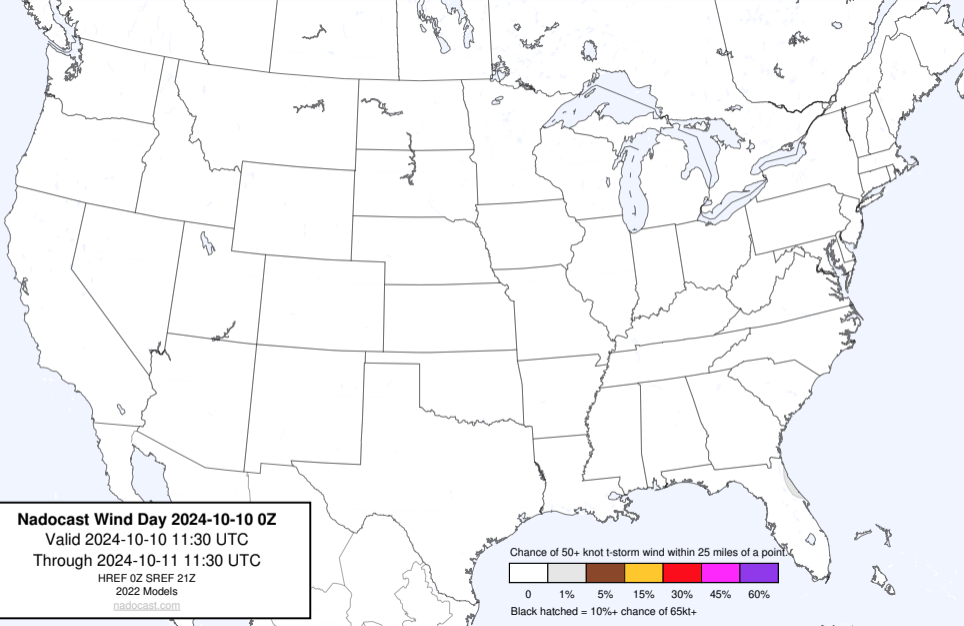 Nadocast Wind Day 2024-10-10 0Z
Valid 2024-10-10 11:30 UTC
Through 2024-10-11 11:30 UTC
HREF 0Z SREF 21Z
2022 Models
nadocast.com
Chance of 50+ knot t-storm wind within 25 miles of a point.
0 1% 5% 15% 30% 45% 60%
Black hatched = 10%+ chance of 65kt+